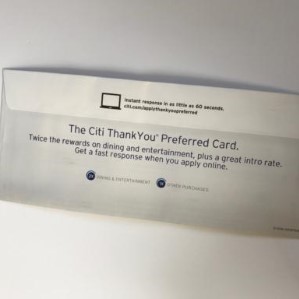 Instant response in as little as 60 seconds.
citi.com/applythankyoupreferred
The Citi ThankYou® Preferred Card.
Twice the rewards on dining and entertainment, plus a great intro rate.
Get a fast response when you apply online.
2X DINING & ENTERTAINMENT
OTHER PURCHASES